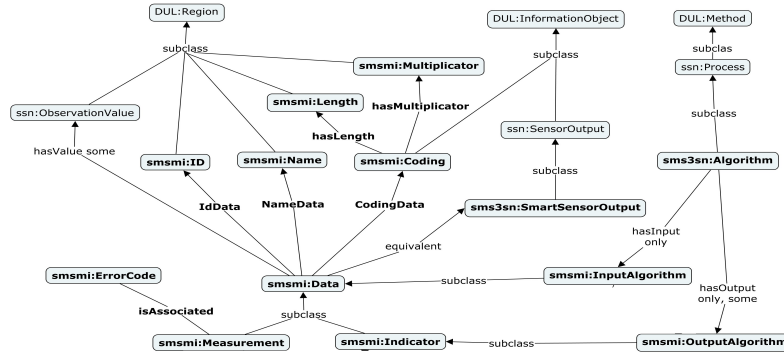 DUL:Region
DUL:InformationObject
DUL:Method
subclass
subclass
subclas
smsmi:Multiplicator
ssn:Process
smsmi:Length
hasMultiplicator
ssn:ObservationValue
subclass
hasLength
ssn:SensorOutput
hasValue some
smsmi:ID
smsmi:Name
smsmi:Coding
sms3sn:Algorithm
subclass
IdData
NameData
CodingData
sms3sn:SmartSensorOutput
hasInput
only
equivalent
smsmi:ErrorCode
smsmi:Data
subclass
smsmi:InputAlgorithm
hasOutput
only, some
isAssociated
subclass
smsmi:Measurement
smsmi:Indicator
subclass
smsmi:OutputAlgorithm